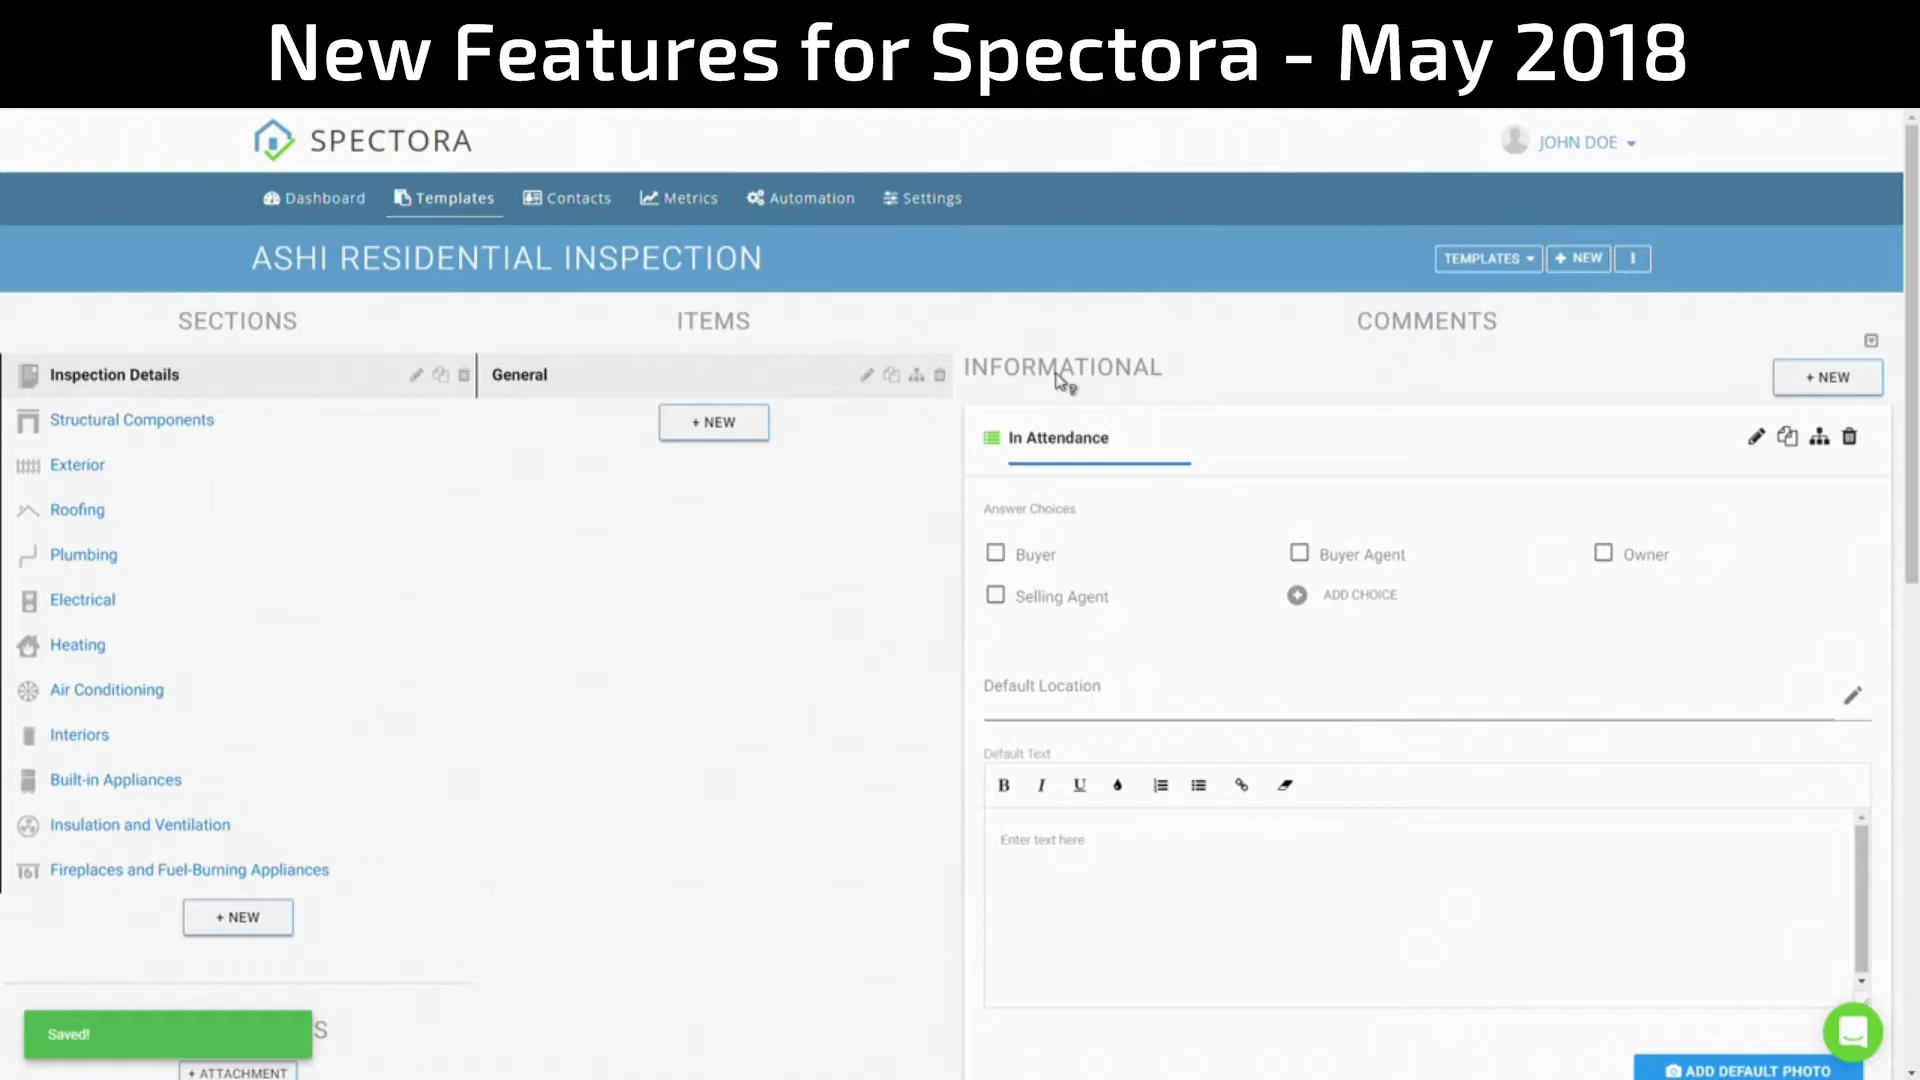 New Features for Spectora - May 2018
SPECTORA
JOHN DOE
Dashboard Templates Contacts Metrics Automation Settings
ASHI RESIDENTIAL INSPECTION
TEMPLATES + NEW
SECTIONS ITEMS COMMENTS
Inspection Details
General
INFORMATIONAL
+ NEW
Structural Components
+ NEW
In Attendance
Exterior
Roofing
Answer Choices
Plumbing
Buyer Buyer Agent Owner
Electrical
Selling Agent ADD CHOICE
Heating
Air Conditioning
Default Location
Interiors
Default Text
Built-in Appliances
B I U
Insulation and Ventilation
Enter text here
Fireplaces and Fuel-Burning Appliances
+ NEW
Saved!
S
+ ATTACHMENT
ADD DEFAULT PHOTO